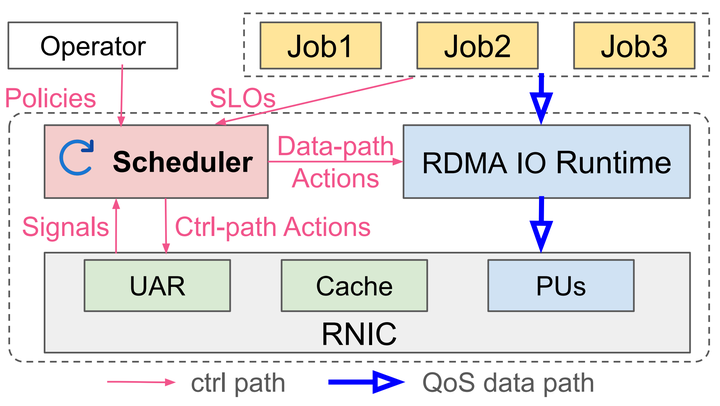 Operator
Job1
Job2
Job3
Policies
SLOs
Scheduler
Data-path
Actions
RDMA IO Runtime
Signals
Ctrl-path Actions
UAR
Cache
PUs
RNIC
ctrl path
QoS data path